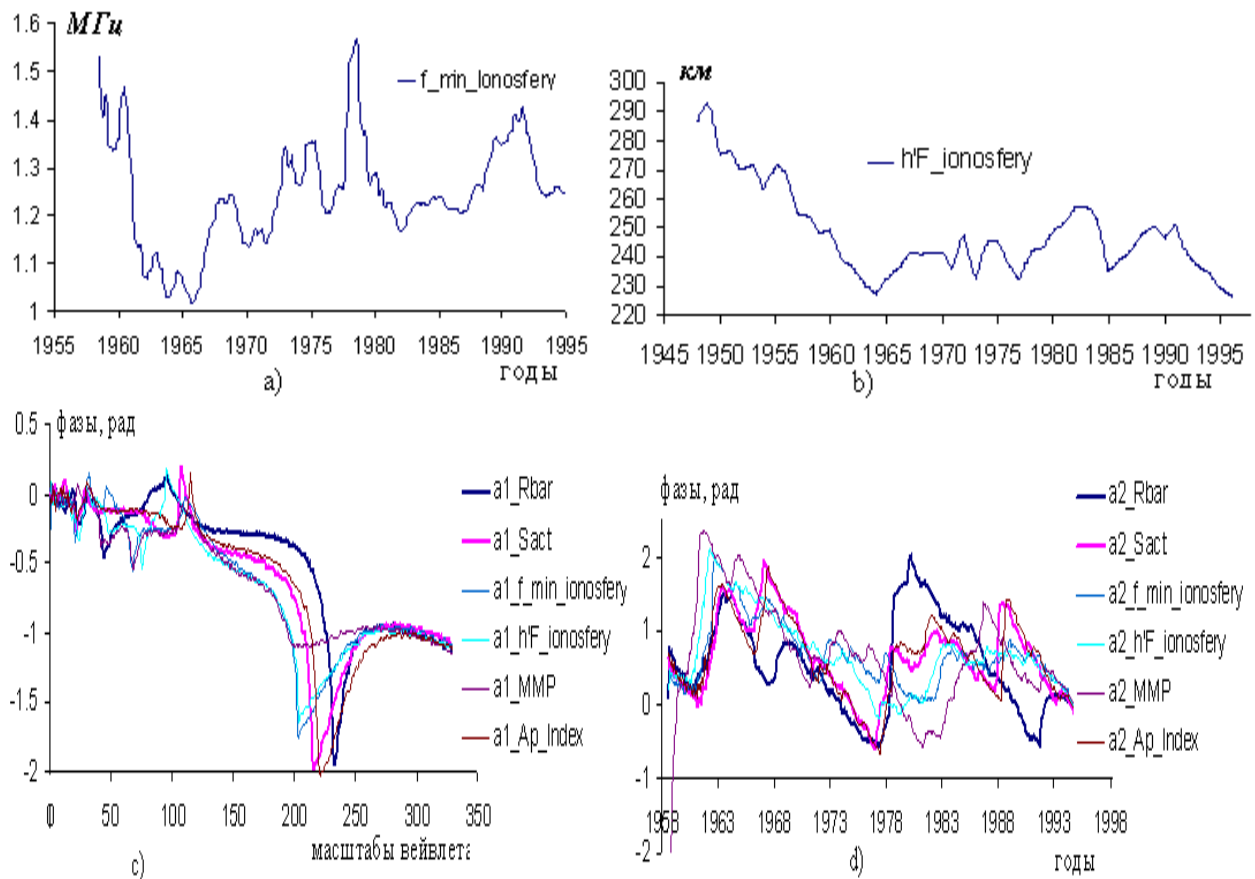 МГц
1.6
1.5
1.4
1.3
1.2
1.1
1
f_min_Ionosfery
1955 1960 1965 1970 1975 1980 1985 1990 1995
годы
a)
км
300
290
280
270
260
250
240
230
220
h'F_ionosfery
1945 1950 1955 1960 1965 1970 1975 1980 1985 1990 1995
годы
b)
фазы, рад
0.5
0
-0.5
-1
-1.5
-2
a1_Rbar
a1_Sact
a1_f_min_ionosfery
a1_h'F_ionosfery
a1_MMP
a1_Ap_Index
0 50 100 150 200 250 300 350
масштабы вейвлета
c)
фазы, рад
2
1
0
-1
-2
a2_Rbar
a2_Sact
a2_f_min_ionosfery
a2_h'F_ionosfery
a2_MMP
a2_Ap_Index
1963 1968 1973 1978 1983 1988 1993 1998
годы
d)